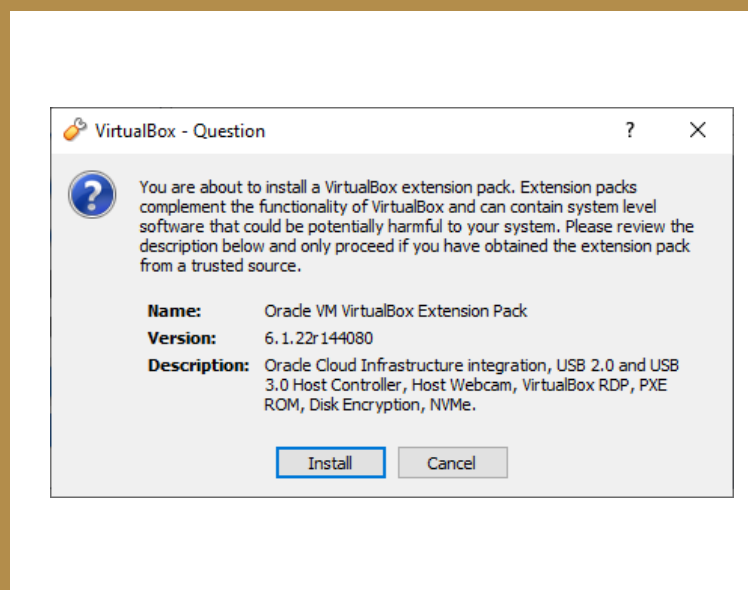 VirtualBox - Question
?
You are about to install a VirtualBox extension pack. Extension packs
complement the functionality of VirtualBox and can contain system level
software that could be potentially harmful to your system. Please review the
description below and only proceed if you have obtained the extension pack
from a trusted source.
Name: Oracle VM VirtualBox Extension Pack
Version: 6.1.22r144080
Description: Oracle Cloud Infrastructure integration, USB 2.0 and USB
3.0 Host Controller, Host Webcam, VirtualBox RDP, PXE
ROM, Disk Encryption, NVMe.
Install Cancel